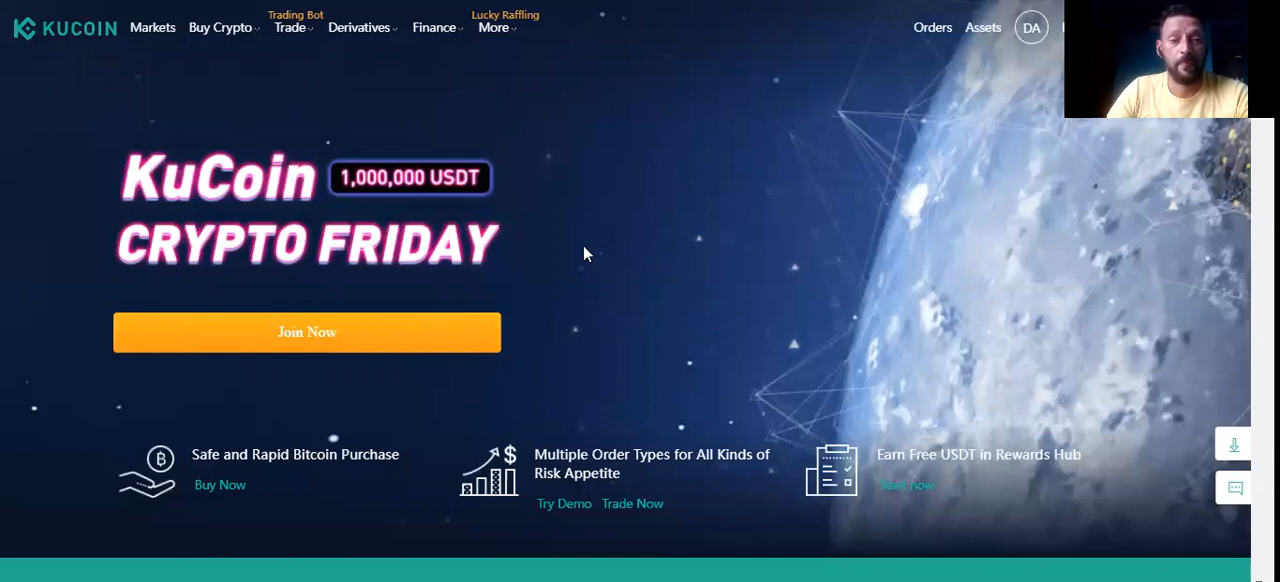 KUCOIN
Markets
Buy Crypto
Trading Bot
Trade
Derivatives
Finance
Lucky Raffling
More
Orders
Assets
DA
KuCoin
1,000,000 USDT
CRYPTO FRIDAY
Join Now
Safe and Rapid Bitcoin Purchase
Buy Now
Multiple Order Types for All Kinds of
Risk Appetite
Try Demo Trade Now
Earn Free USDT in Rewards Hub
Start now